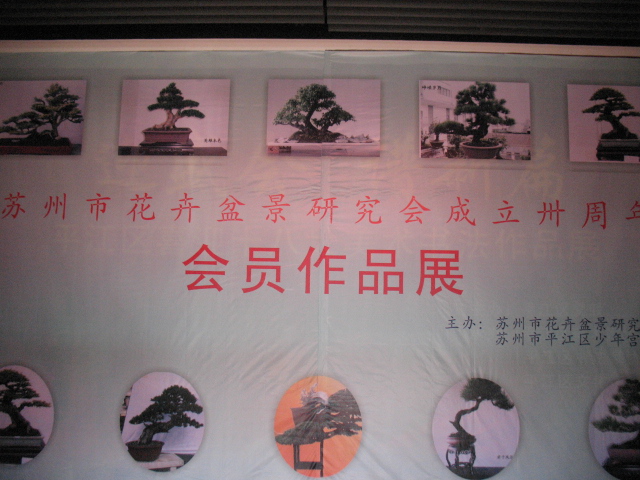 苏州市花卉盆景研究会成立卅周年
会员作品展
主办：苏州市花卉盆景研究
苏州市平江区少年宫